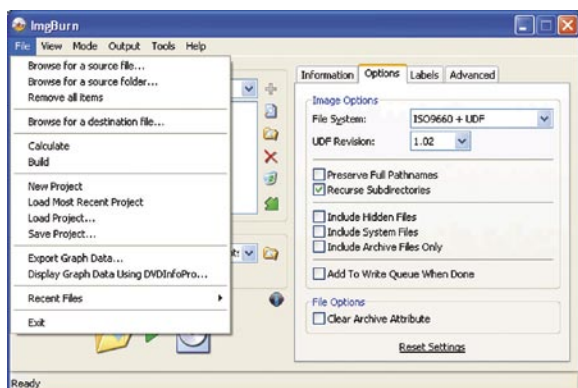 ImgBurn
File View Mode Output Tools Help
Browse for a source file...
Browse for a source folder...
Remove all items
Browse for a destination file...
Calculate
Build
New Project
Load Most Recent Project
Load Project...
Save Project...
Export Graph Data...
Display Graph Data Using DVDInfoPro...
Recent Files
Exit
Information Options Labels Advanced
Image Options
File System: ISO9660 + UDF
UDF Revision: 1.02
Preserve Full Pathnames
Recurse Subdirectories
Include Hidden Files
Include System Files
Include Archive Files Only
Add To Write Queue When Done
File Options
Clear Archive Attribute
Reset Settings
Ready